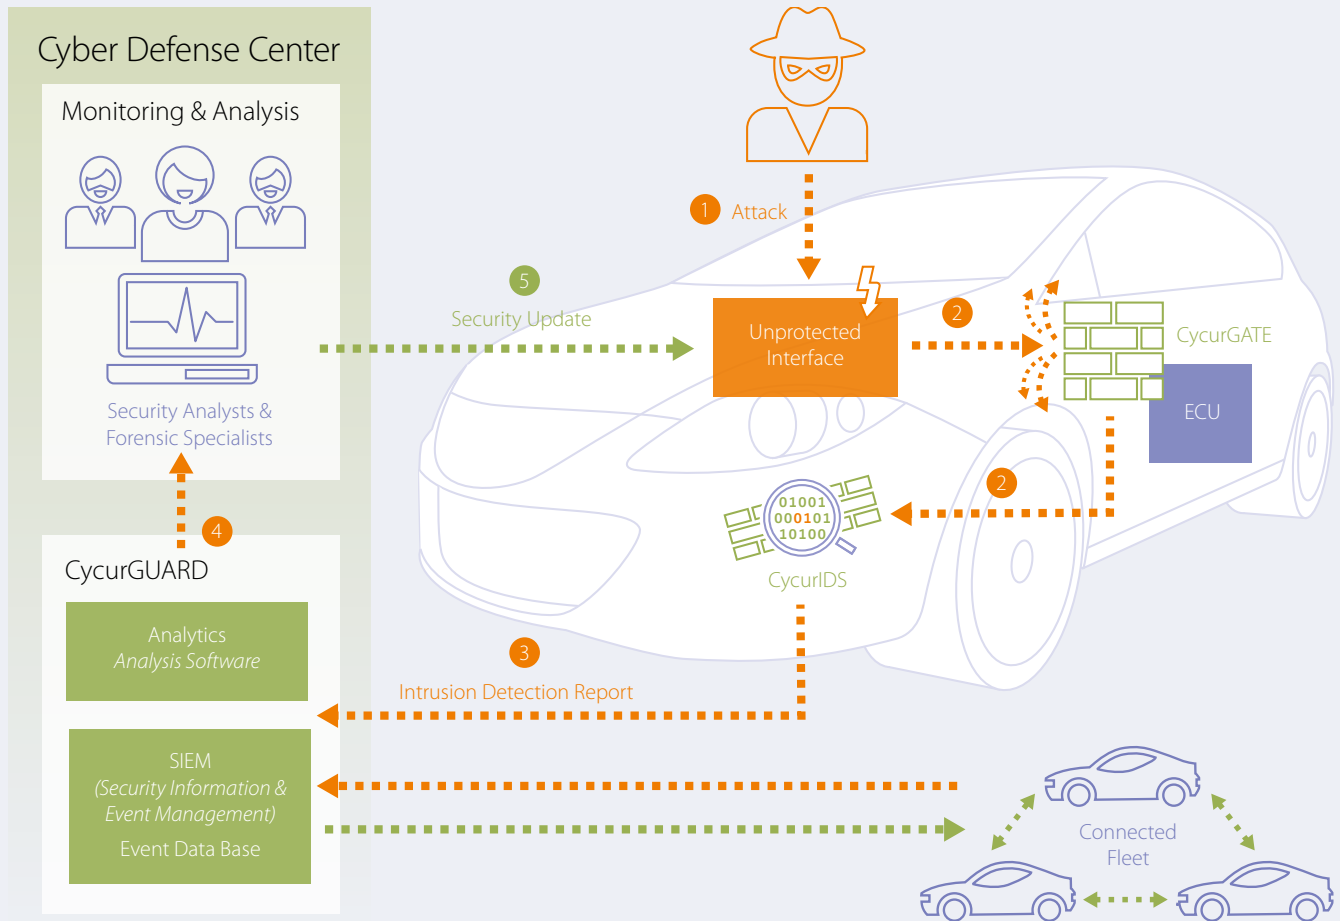 Cyber Defense Center
Monitoring & Analysis
Security Analysts &
Forensic Specialists
4
CycurGUARD
Analytics
Analysis Software
SIEM
(Security Information &
Event Management)
Event Data Base
1 Attack
5
Security Update
Unprotected
Interface
2
CycurGATE
ECU
2
01001
000101
10100
CycurIDS
3
Intrusion Detection Report
Connected
Fleet